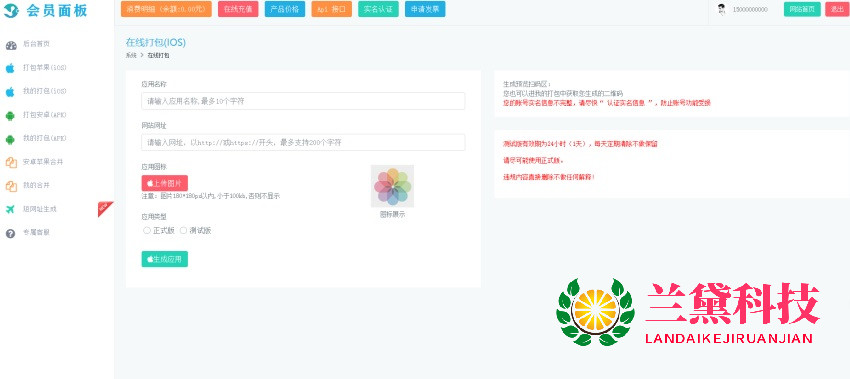 会员面板
消费明细 (余额:0.00元)
在线充值
产品价格
Api 接口
实名认证
申请发票
15000000000
网站首页
退出
后台首页
打包苹果(iOS)
我的打包(iOS)
打包安卓(APK)
我的打包(APK)
安卓苹果合并
我的合并
短网址生成
专属客服
在线打包(IOS)
系统 > 在线打包
应用名称
请输入应用名称,最多10个字符
网站网址
请输入网址, 以http://或https://开头, 最多支持200个字符
应用图标
上传图片
注意: 图片180*180px以内,小于100kb,否则不显示
图标展示
应用类型
正式版 测试版
生成应用
生成预览扫码区:
您也可以进我的打包中获取您生成的二维码
您的账号实名信息不完整, 请尽快 “ 认证实名信息 ” , 防止账号功能受限
测试版有效期为24小时 (1天) , 每天定期清除不做保留
请尽可能使用正式版。
违规内容直接删除不做任何解释!
兰黛科技
LANDAIKEJIRUANJIAN